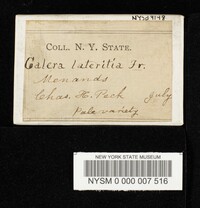 NYSd9148
COLL. N. Y. STATE.
Galera lateritia Fr.
Menands
Chas. H. Peck July
Pale variety
NEW YORK STATE MUSEUM
NYSM 0 000 007 516